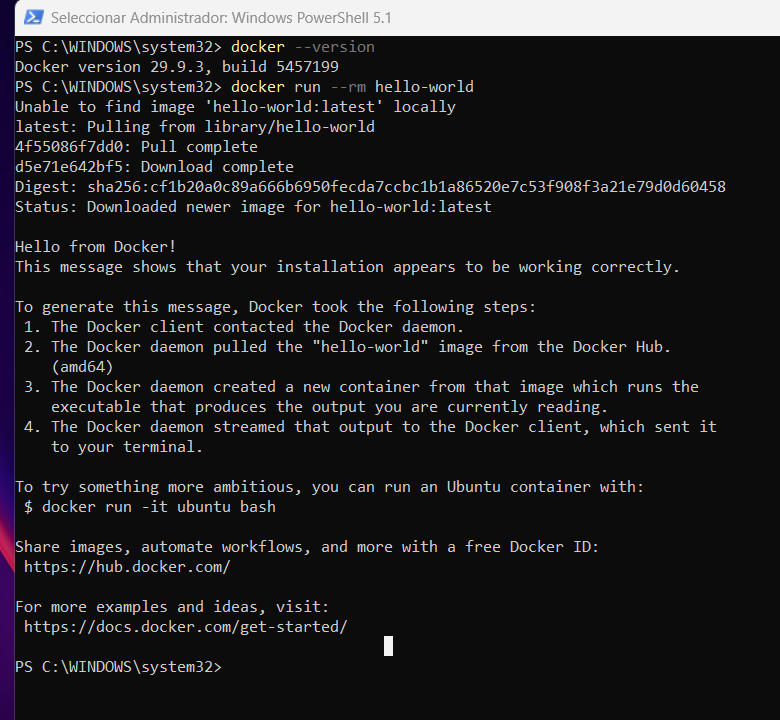 Seleccionar Administrador: Windows PowerShell 5.1
PS C:\WINDOWS\system32> docker --version
Docker version 29.9.3, build 5457199
PS C:\WINDOWS\system32> docker run --rm hello-world
Unable to find image 'hello-world:latest' locally
latest: Pulling from library/hello-world
4f55086f7dd0: Pull complete
d5e71e642bf5: Download complete
Digest: sha256:cf1b20a0c89a666b6950fecda7ccbc1b1a86520e7c53f908f3a21e79d0d60458
Status: Downloaded newer image for hello-world:latest

Hello from Docker!
This message shows that your installation appears to be working correctly.

To generate this message, Docker took the following steps:
 1. The Docker client contacted the Docker daemon.
 2. The Docker daemon pulled the "hello-world" image from the Docker Hub.
    (amd64)
 3. The Docker daemon created a new container from that image which runs the
    executable that produces the output you are currently reading.
 4. The Docker daemon streamed that output to the Docker client, which sent it
    to your terminal.

To try something more ambitious, you can run an Ubuntu container with:
 $ docker run -it ubuntu bash

Share images, automate workflows, and more with a free Docker ID:
 https://hub.docker.com/

For more examples and ideas, visit:
 https://docs.docker.com/get-started/

PS C:\WINDOWS\system32>